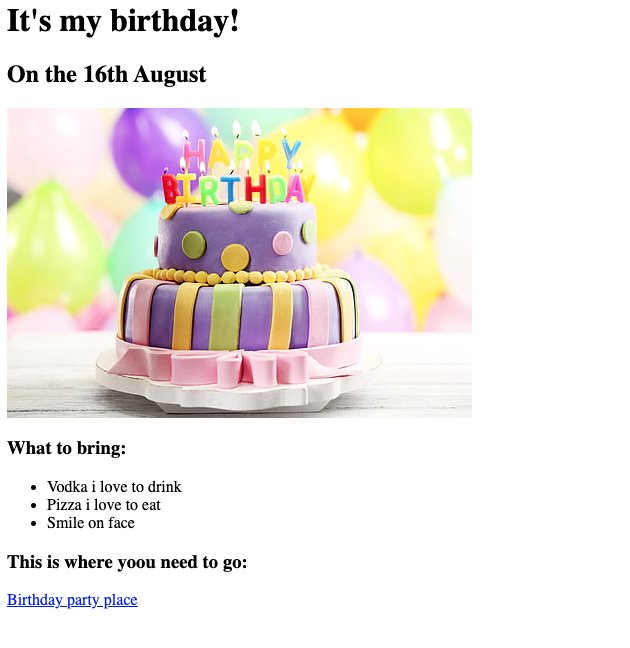 It's my birthday!
On the 16th August
HAPPY
BIRTHDAY
What to bring:
Vodka i love to drink
Pizza i love to eat
Smile on face
This is where yoou need to go:
Birthday party place